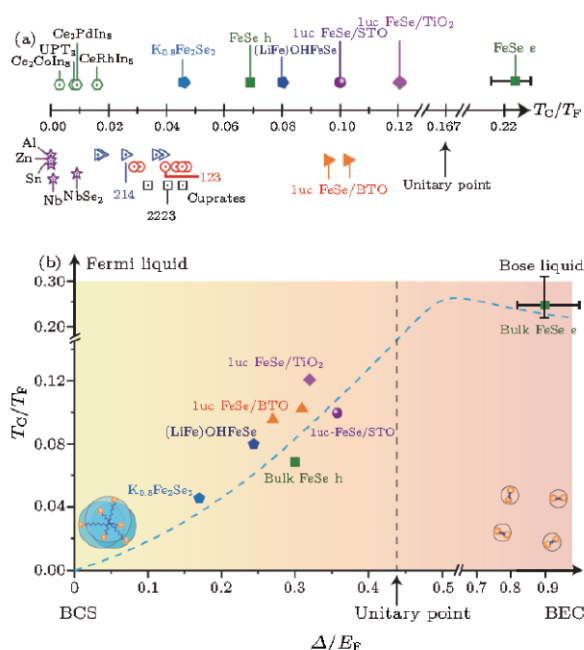 (a)
Ce₂PdIn₈
UPT₃
Ce₂CoIn₈
CeRhIn₅
K₀.₈Fe₂Se₂
FeSe h
(LiFe)OHFeSe
1uc FeSe/STO
1uc FeSe/TiO₂
FeSe e
0.00 0.02 0.04 0.06 0.08 0.10 0.12 0.167 0.22
T_C/T_F
Al
Zn
Sn
Nb
NbSe₂
214
2223
123
Cuprates
1uc FeSe/BTO
Unitary point
(b)
Fermi liquid
Bose liquid
Bulk FeSe e
1uc FeSe/TiO₂
1uc FeSe/BTO
(LiFe)OHFeSe
1uc-FeSe/STO
Bulk FeSe h
K₀.₈Fe₂Se₂
T_C/T_F
0.30
0.20
0.12
0.08
0.04
0.00
0 0.1 0.2 0.3 0.4 0.5 0.7 0.8 0.9
BCS
Unitary point
BEC
Δ/E_F